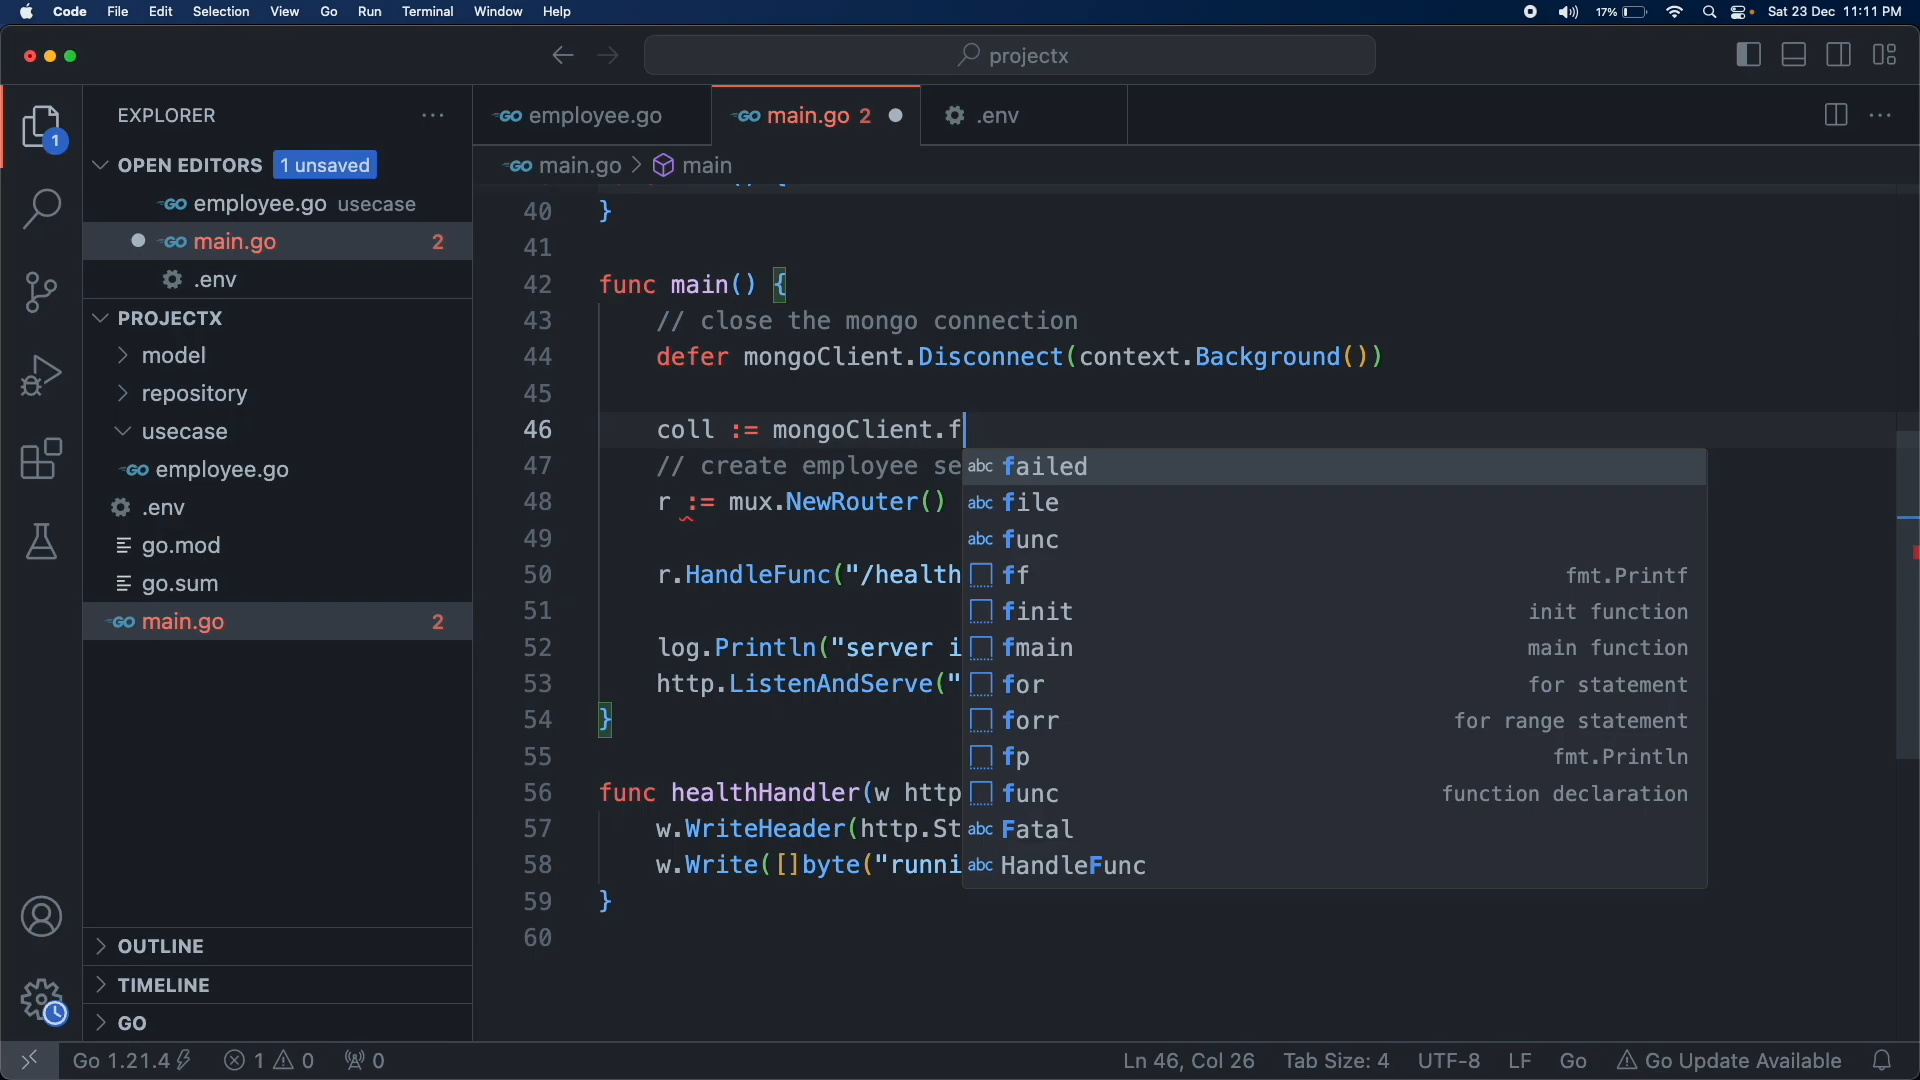 Code File Edit Selection View Go Run Terminal Window Help 17% Sat 23 Dec 11:11 PM
projectx
EXPLORER
OPEN EDITORS 1 unsaved
GO employee.go usecase
GO main.go 2
.env
PROJECTX
model
repository
usecase
GO employee.go
.env
go.mod
go.sum
GO main.go 2
OUTLINE
TIMELINE
GO
1
GO employee.go GO main.go 2 .env
GO main.go > main
40 }
41
42 func main() {
43 // close the mongo connection
44 defer mongoClient.Disconnect(context.Background())
45
46 coll := mongoClient.f
47 // create employee se
48 r := mux.NewRouter()
49
50 r.HandleFunc("/health
51
52 log.Println("server i
53 http.ListenAndServe("
54 }
55
56 func healthHandler(w http
57 w.WriteHeader(http.St
58 w.Write([]byte("runni
59 }
60
abc failed
abc file
abc func
ff fmt.Printf
finit init function
fmain main function
for for statement
forr for range statement
fp fmt.Println
func function declaration
abc Fatal
abc HandleFunc
Go 1.21.4 1 0 0 Ln 46, Col 26 Tab Size: 4 UTF-8 LF Go Go Update Available